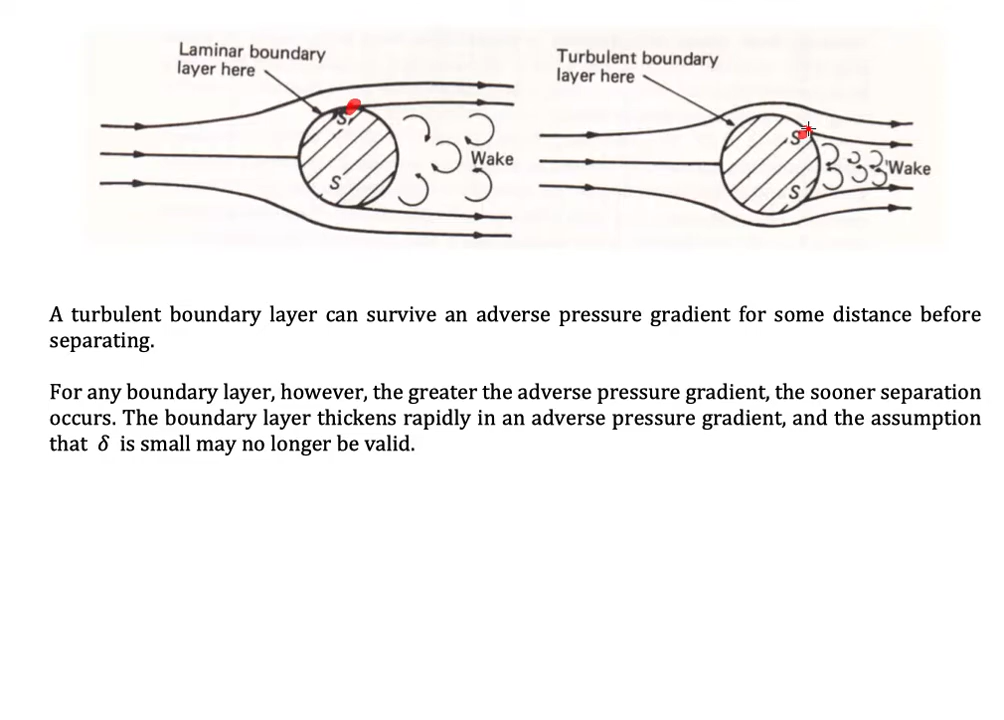 Laminar boundary
layer here
S
S
Wake
Turbulent boundary
layer here
S
S
Wake
A turbulent boundary layer can survive an adverse pressure gradient for some distance before
separating.
For any boundary layer, however, the greater the adverse pressure gradient, the sooner separation
occurs. The boundary layer thickens rapidly in an adverse pressure gradient, and the assumption
that δ is small may no longer be valid.